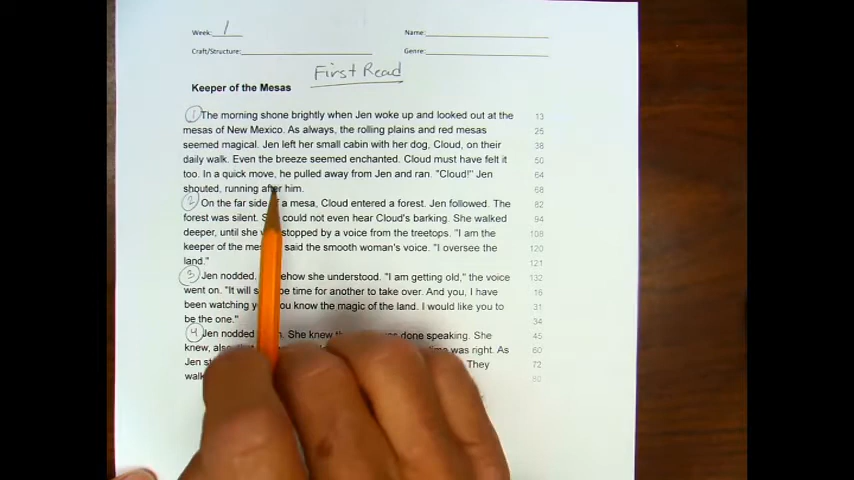 Week: 1 Name:
Craft/Structure: Genre:
First Read
Keeper of the Mesas
1 The morning shone brightly when Jen woke up and looked out at the 13
mesas of New Mexico. As always, the rolling plains and red mesas 25
seemed magical. Jen left her small cabin with her dog, Cloud, on their 38
daily walk. Even the breeze seemed enchanted. Cloud must have felt it 50
too. In a quick move, he pulled away from Jen and ran. "Cloud!" Jen 64
shouted, running after him. 68
2 On the far side a mesa, Cloud entered a forest. Jen followed. The 82
forest was silent. could not even hear Cloud's barking. She walked 94
deeper, until she stopped by a voice from the treetops. "I am the 108
keeper of the said the smooth woman's voice. "I oversee the 120
land." 121
3 Jen nodded. she understood. "I am getting old," the voice 132
went on. "It will be time for another to take over. And you, I have 16
been watching know the magic of the land. I would like you to 31
be the one." 34
4 Jen nodded She knew done speaking. She 45
knew, was right. As 60
Jen They 72
80